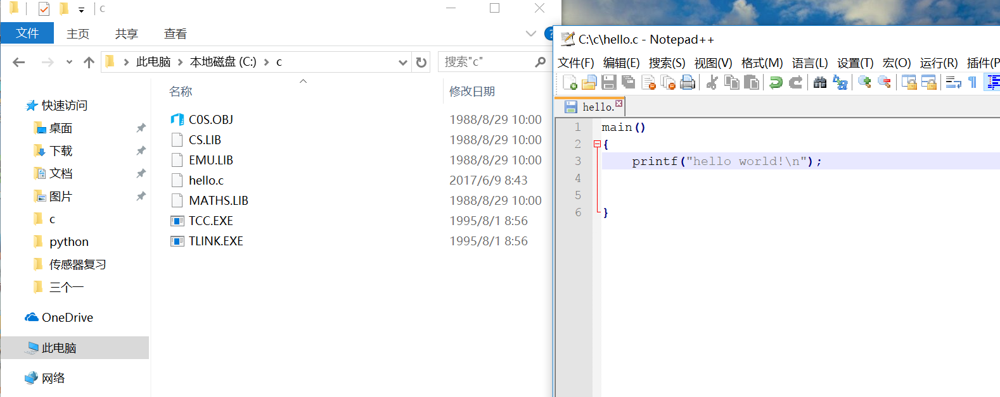 c
文件 主页 共享 查看
此电脑 本地磁盘 (C:) c
搜索"c"
名称 修改日期
快速访问
桌面
下载
文档
图片
c
python
传感器复习
三个一
OneDrive
此电脑
网络
C0S.OBJ 1988/8/29 10:00
CS.LIB 1988/8/29 10:00
EMU.LIB 1988/8/29 10:00
hello.c 2017/6/9 8:43
MATHS.LIB 1988/8/29 10:00
TCC.EXE 1995/8/1 8:56
TLINK.EXE 1995/8/1 8:56
C:\c\hello.c - Notepad++
文件(F) 编辑(E) 搜索(S) 视图(V) 格式(M) 语言(L) 设置(T) 宏(O) 运行(R) 插件(P
hello.
1 main()
2 {
3 printf("hello world!\n");
4
5
6 }